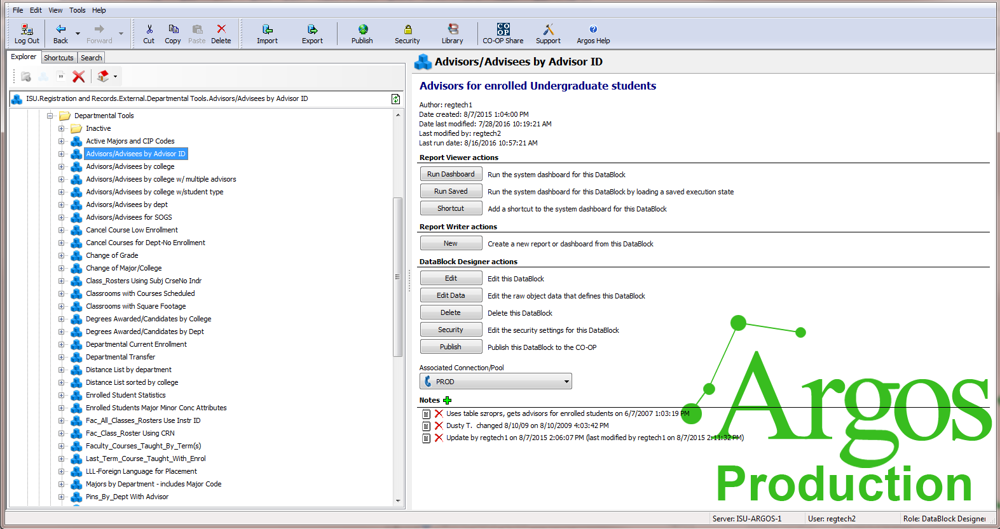 File Edit View Tools Help
Log Out Back Forward Cut Copy Paste Delete Import Export Publish Security Library CO-OP Share Support Argos Help
Explorer Shortcuts Search
ISU.Registration and Records.External.Departmental Tools.Advisors/Advisees by Advisor ID
Departmental Tools
Inactive
Active Majors and CIP Codes
Advisors/Advisees by Advisor ID
Advisors/Advisees by college
Advisors/Advisees by college w/ multiple advisors
Advisors/Advisees by college w/student type
Advisors/Advisees by dept
Advisors/Advisees for SOGS
Cancel Course Low Enrollment
Cancel Courses for Dept-No Enrollment
Change of Grade
Change of Major/College
Class_Rosters Using Subj CrseNo Indr
Classrooms with Courses Scheduled
Classrooms with Square Footage
Degrees Awarded/Candidates by College
Degrees Awarded/Candidates by Dept
Departmental Current Enrollment
Departmental Transfer
Distance List by department
Distance List sorted by college
Enrolled Student Statistics
Enrolled Students Major Minor Conc Attributes
Fac_All_Classes_Rosters Use Instr ID
Fac_Class_Roster Using CRN
Faculty_Courses_Taught_By_Term(s)
Last_Term_Course_Taught_With_Enrol
LLL-Foreign Language for Placement
Majors by Department - includes Major Code
Pins_By_Dept With Advisor
Advisors/Advisees by Advisor ID
Advisors for enrolled Undergraduate students
Author: regtech1
Date created: 8/7/2015 1:04:00 PM
Date last modified: 7/28/2016 10:19:21 AM
Last modified by: regtech2
Last run date: 8/16/2016 10:57:21 AM
Report Viewer actions
Run Dashboard Run the system dashboard for this DataBlock
Run Saved Run the system dashboard for this DataBlock by loading a saved execution state
Shortcut Add a shortcut to the system dashboard for this DataBlock
Report Writer actions
New Create a new report or dashboard from this DataBlock
DataBlock Designer actions
Edit Edit this DataBlock
Edit Data Edit the raw object data that defines this DataBlock
Delete Delete this DataBlock
Security Edit the security settings for this DataBlock
Publish Publish this DataBlock to the CO-OP
Associated Connection/Pool
PROD
Notes
Uses table szroprs, gets advisors for enrolled students on 6/7/2007 1:03:19 PM
Dusty T. changed 8/10/09 on 8/10/2009 4:03:42 PM
Update by regtech1 on 8/7/2015 2:06:07 PM (last modified by regtech1 on 8/7/2015 2:11:32 PM)
Argos
Production
Server: ISU-ARGOS-1 User: regtech2 Role: DataBlock Designer